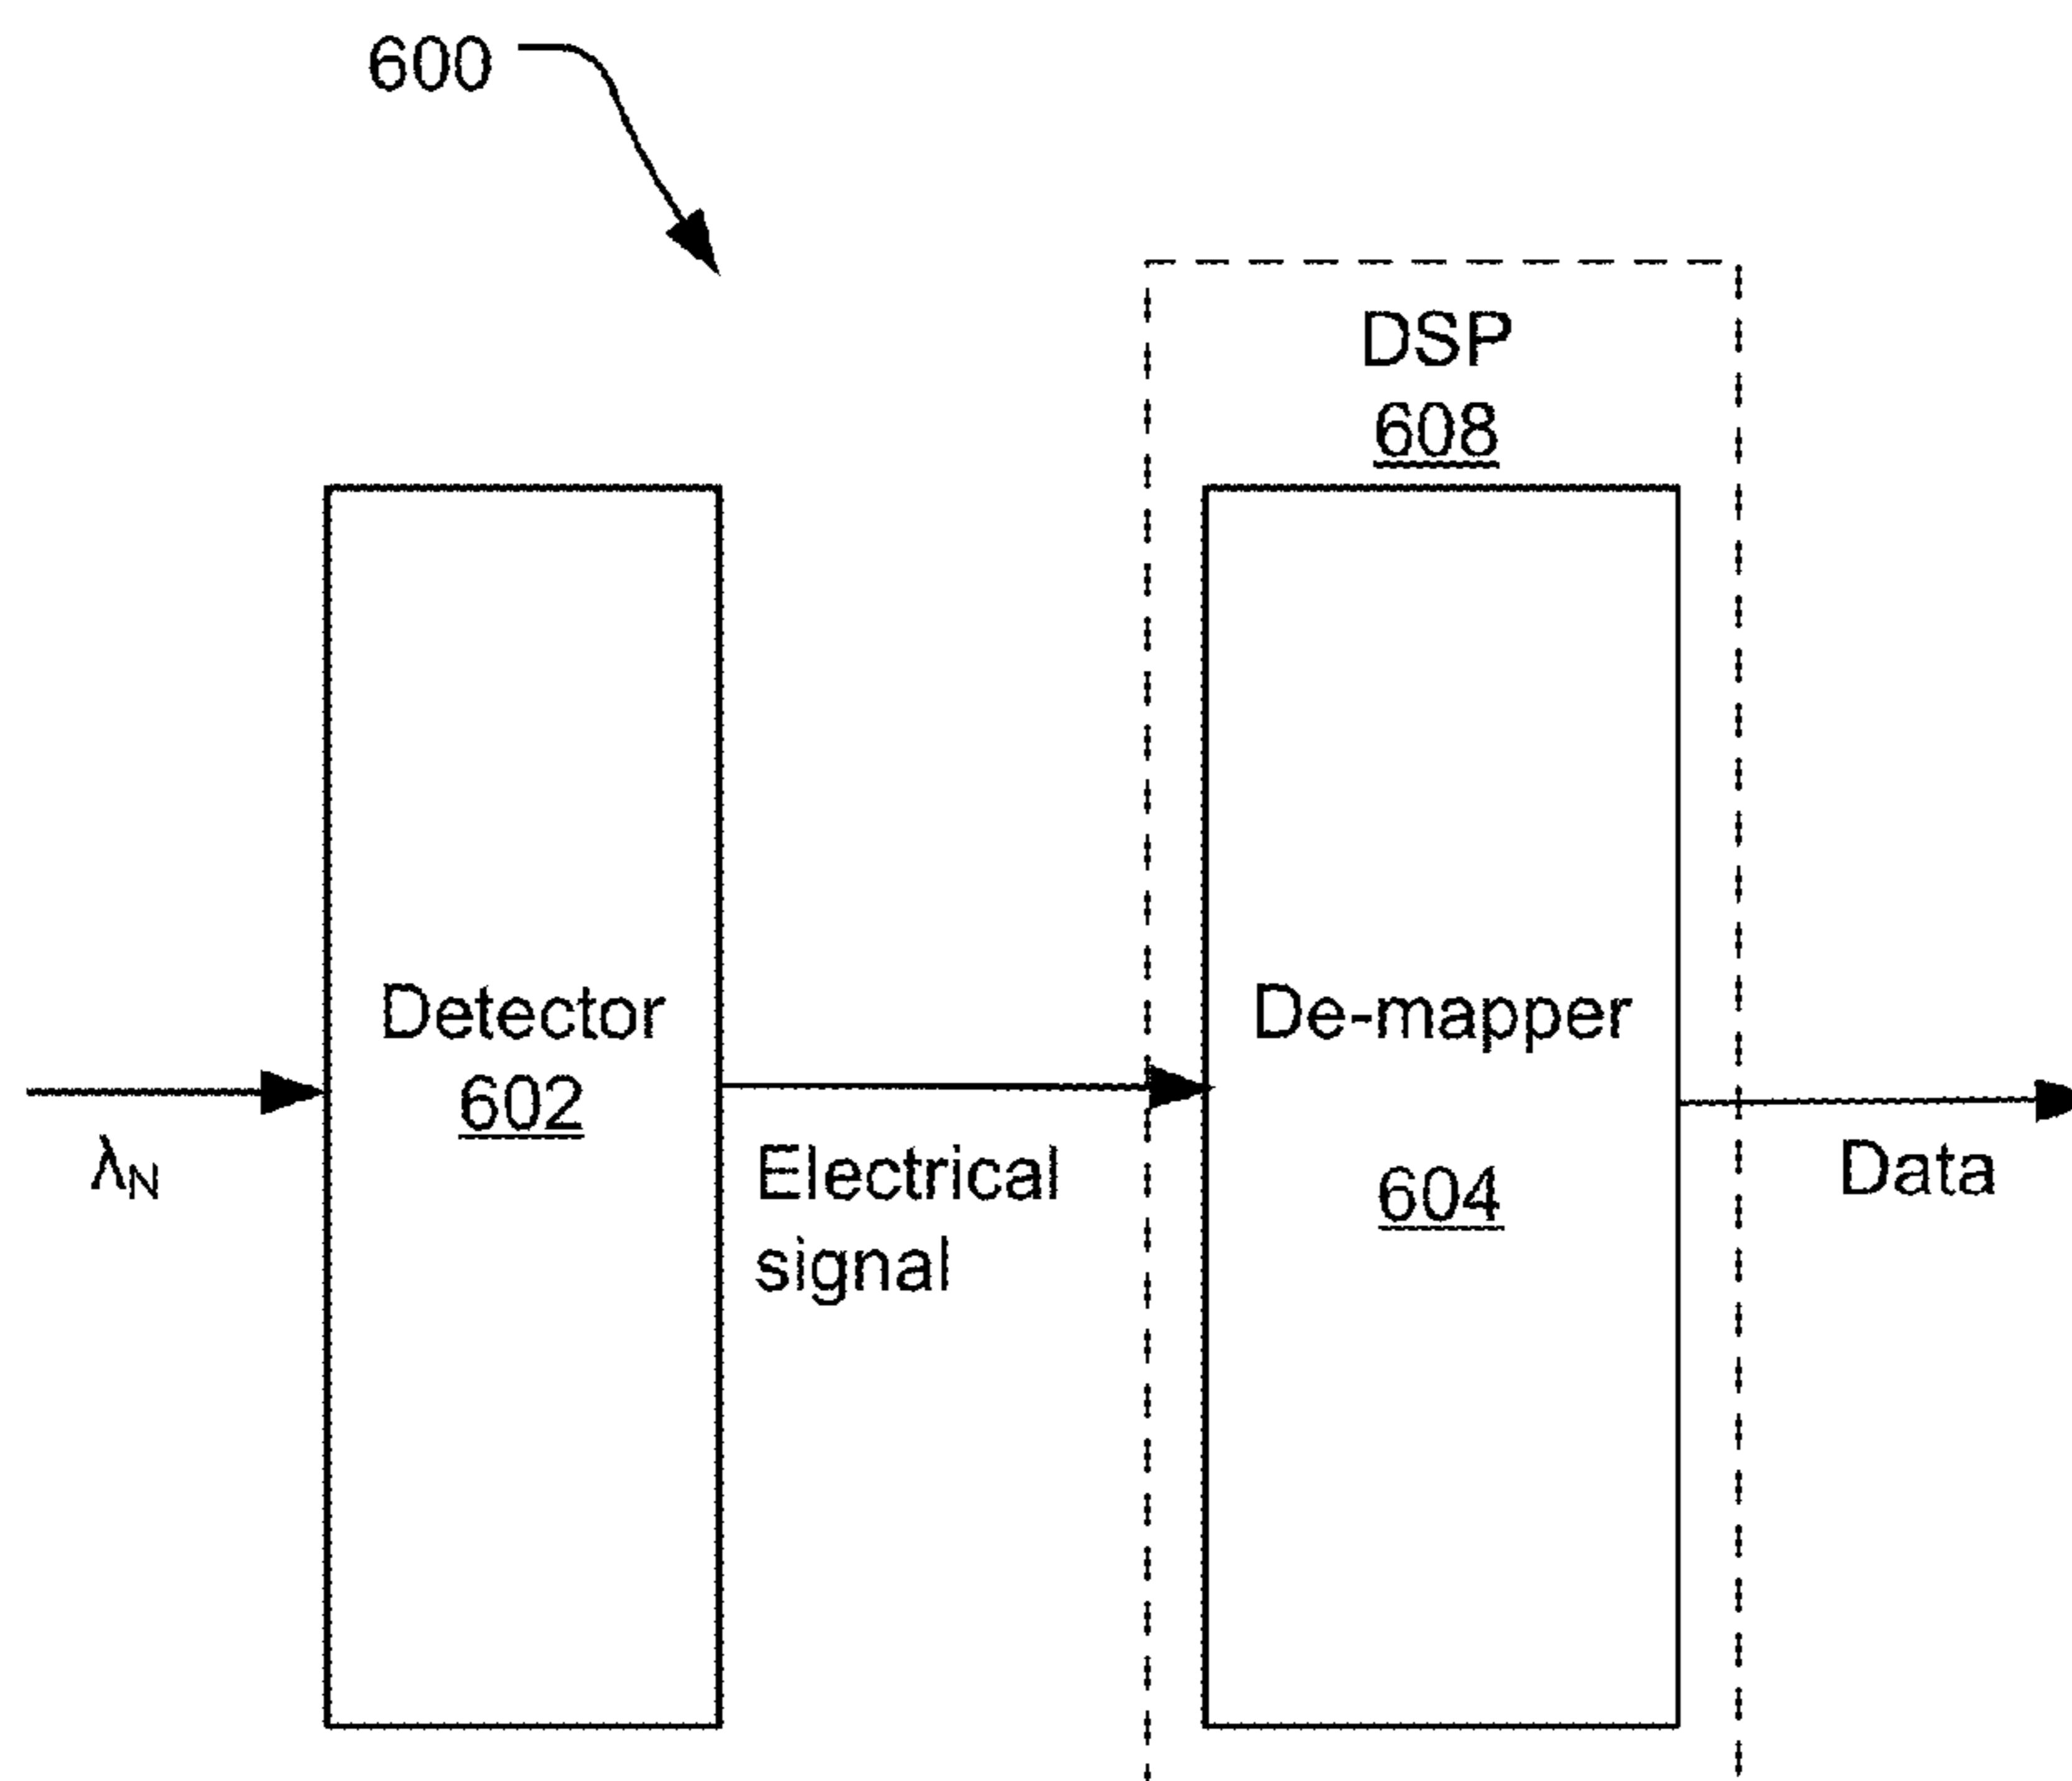 600
DSP
608
Detector
602
De-mapper
604
λN
Electrical
signal
Data